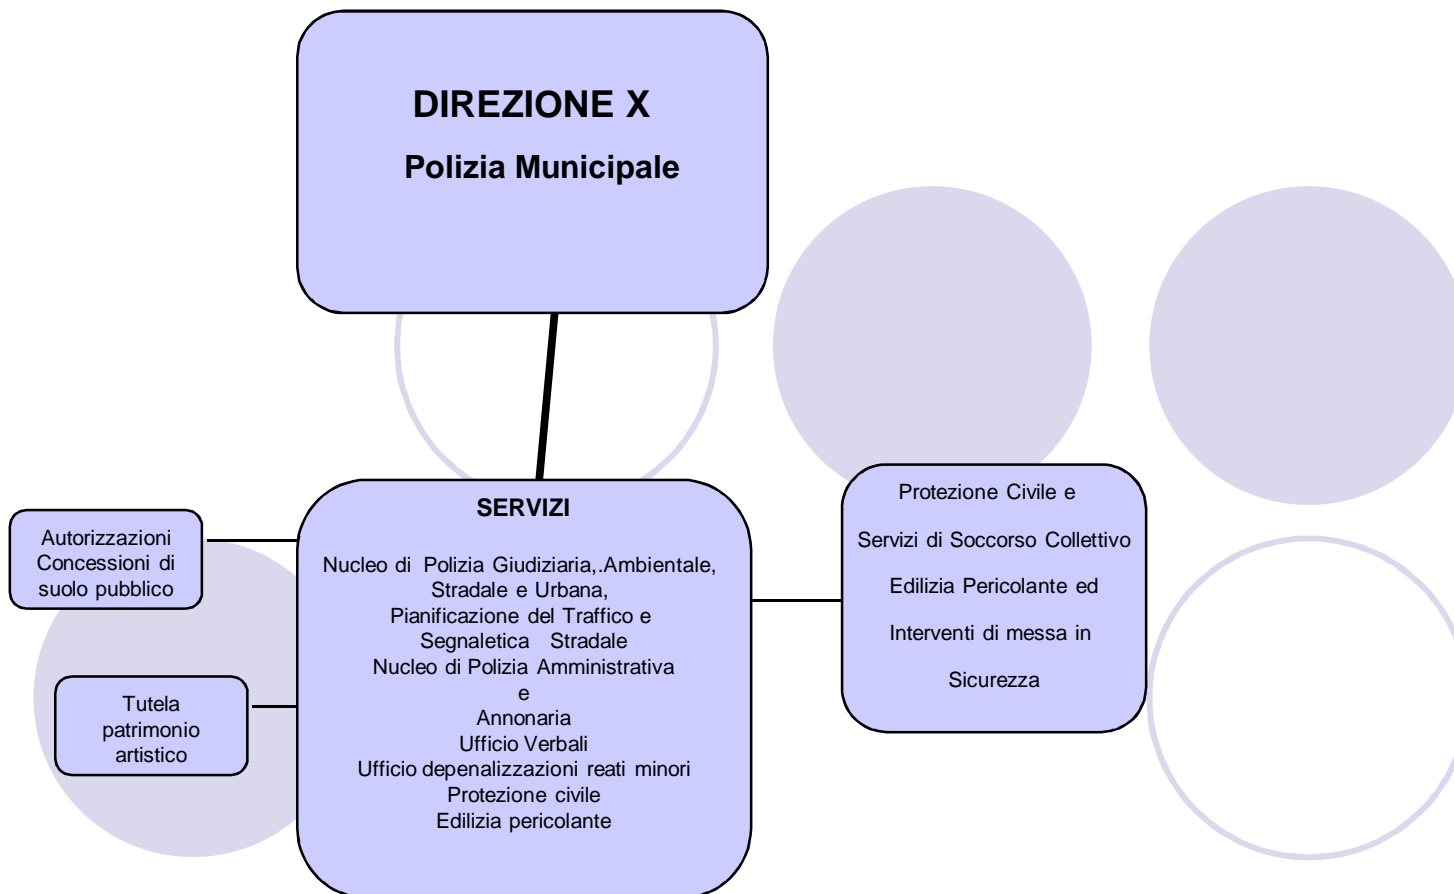 DIREZIONE X
Polizia Municipale
Autorizzazioni
Concessioni di
suolo pubblico
Tutela
patrimonio
artistico
SERVIZI
Nucleo di Polizia Giudiziaria,.Ambientale,
Stradale e Urbana,
Pianificazione del Traffico e
Segnaletica Stradale
Nucleo di Polizia Amministrativa
e
Annonaria
Ufficio Verbali
Ufficio depenalizzazioni reati minori
Protezione civile
Edilizia pericolante
Protezione Civile e
Servizi di Soccorso Collettivo
Edilizia Pericolante ed
Interventi di messa in
Sicurezza